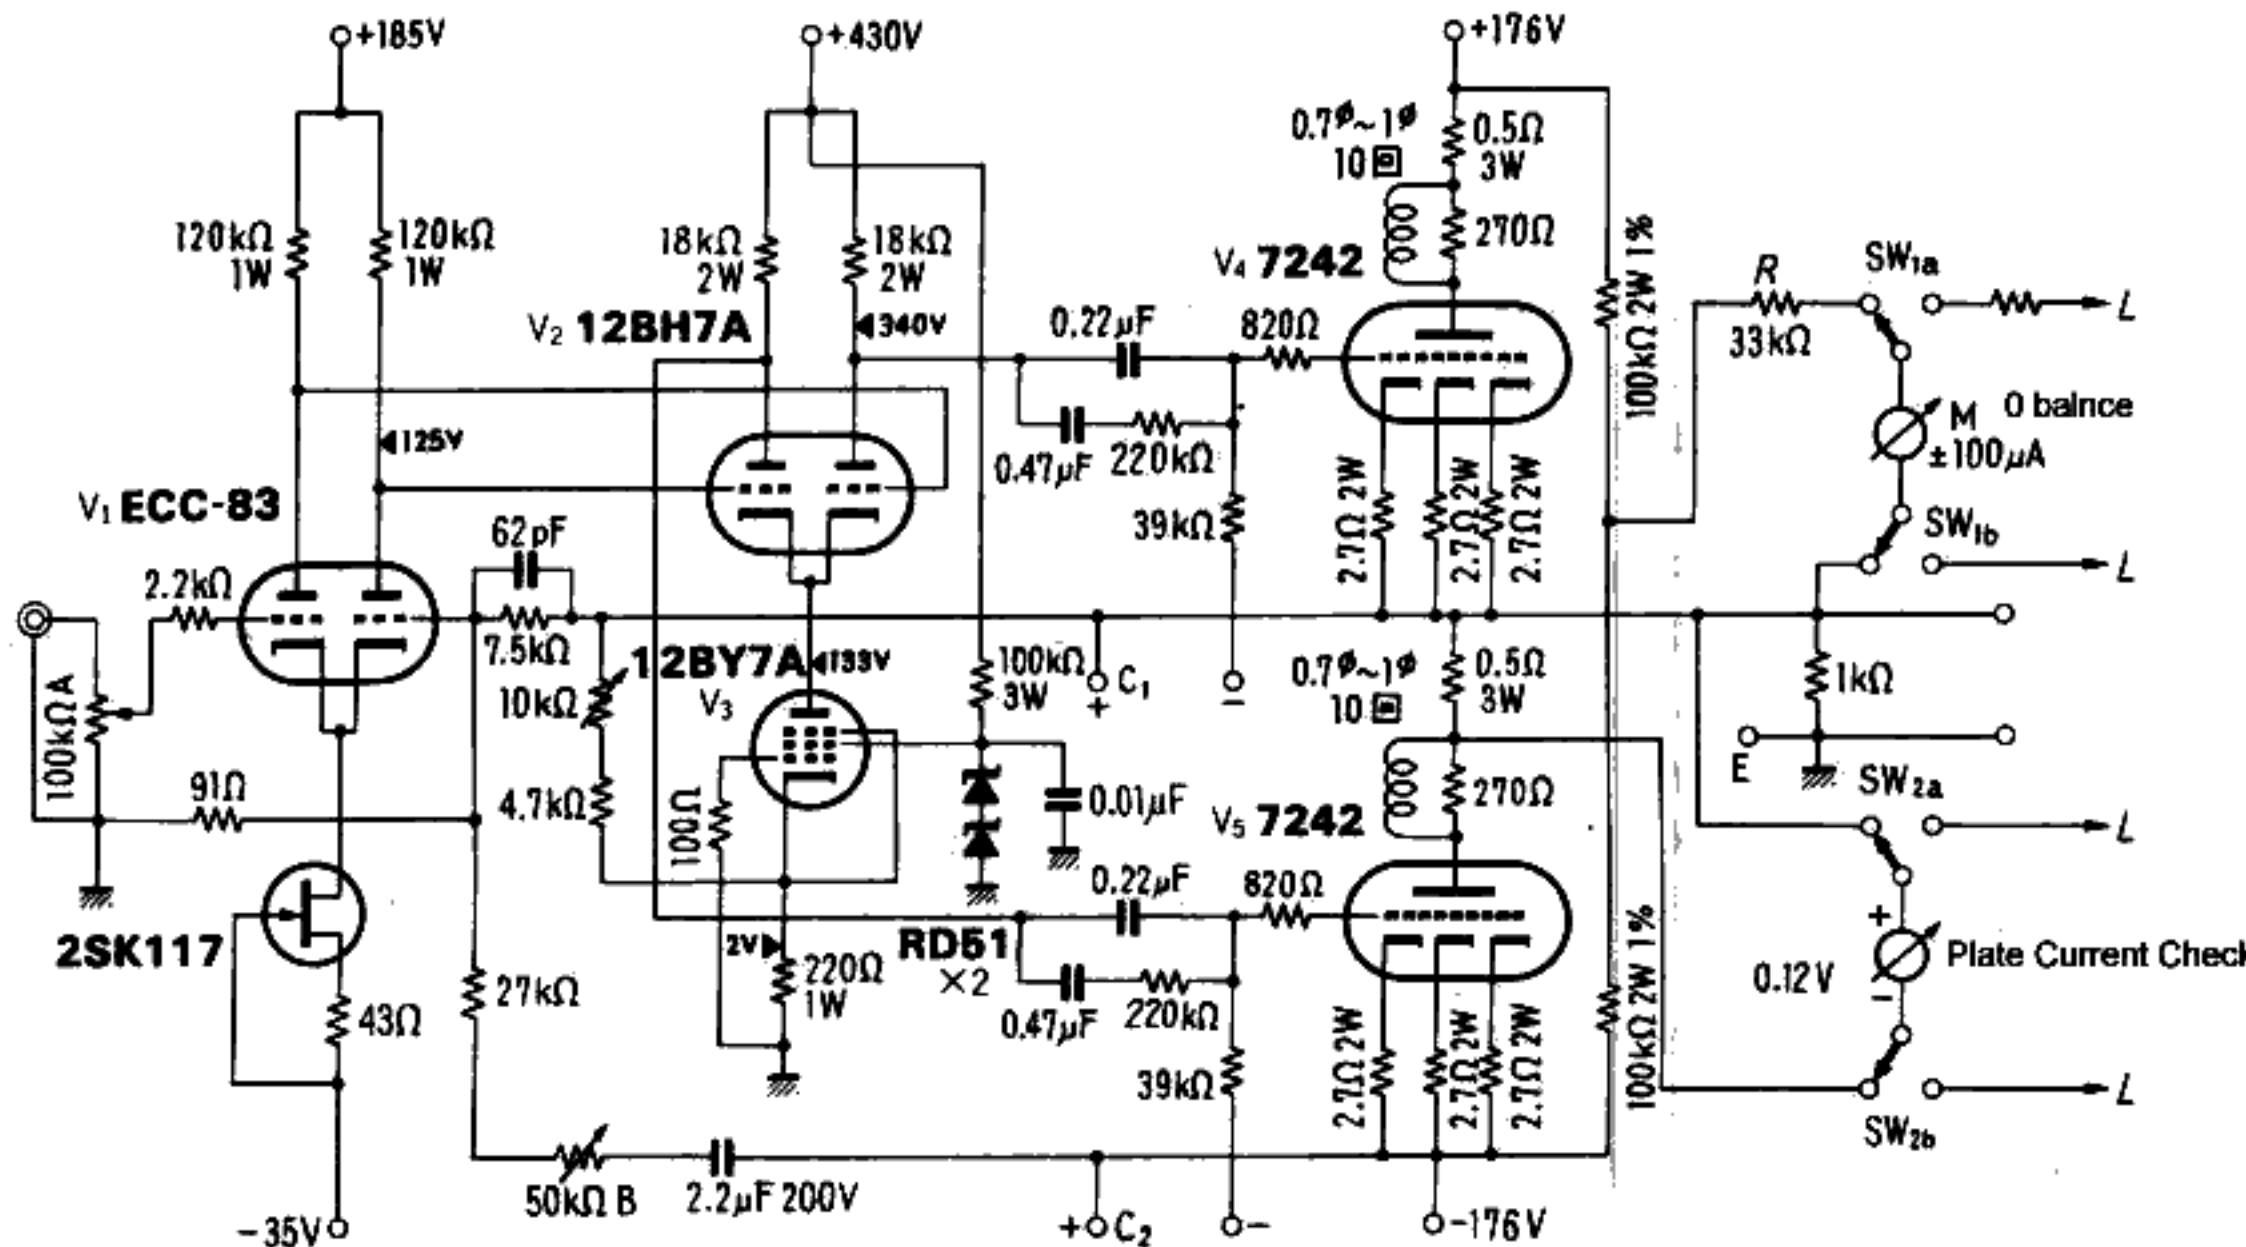 +185V
+430V
+176V
0.7ø~1ø
10
0.5Ω
3W
120kΩ
1W
120kΩ
1W
18kΩ
2W
18kΩ
2W
270Ω
V4 7242
100kΩ 2W 1%
R
33kΩ
SW1a
L
V2 12BH7A
340V
0.22μF
820Ω
M
0 balnce
±100μA
125V
0.47μF
220kΩ
V1 ECC-83
62pF
39kΩ
2.7Ω 2W
2.7Ω 2W
2.7Ω 2W
SW1b
L
2.2kΩ
7.5kΩ
12BY7A
133V
V3
100kΩ
3W
C1
+
−
0.7ø~1ø
10
0.5Ω
3W
1kΩ
100kΩA
10kΩ
E
91Ω
4.7kΩ
100Ω
0.01μF
270Ω
V5 7242
SW2a
L
0.22μF
820Ω
2SK117
2V
RD51
×2
220Ω
1W
0.47μF
220kΩ
+
−
0.12V
Plate Current Check
27kΩ
43Ω
39kΩ
2.7Ω 2W
2.7Ω 2W
2.7Ω 2W
100kΩ 2W 1%
L
SW2b
50kΩ B
2.2μF 200V
−35V
+
C2
−
-176V